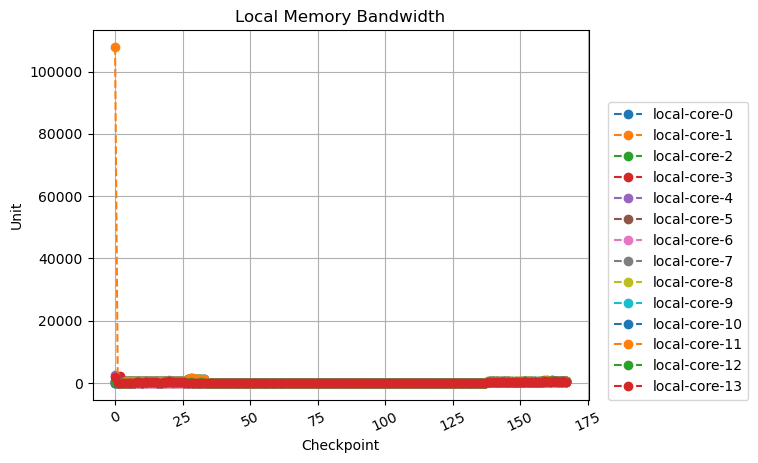 Local Memory Bandwidth
Unit
100000
80000
60000
40000
20000
0
0
25
50
75
100
125
150
175
Checkpoint
local-core-0
local-core-1
local-core-2
local-core-3
local-core-4
local-core-5
local-core-6
local-core-7
local-core-8
local-core-9
local-core-10
local-core-11
local-core-12
local-core-13